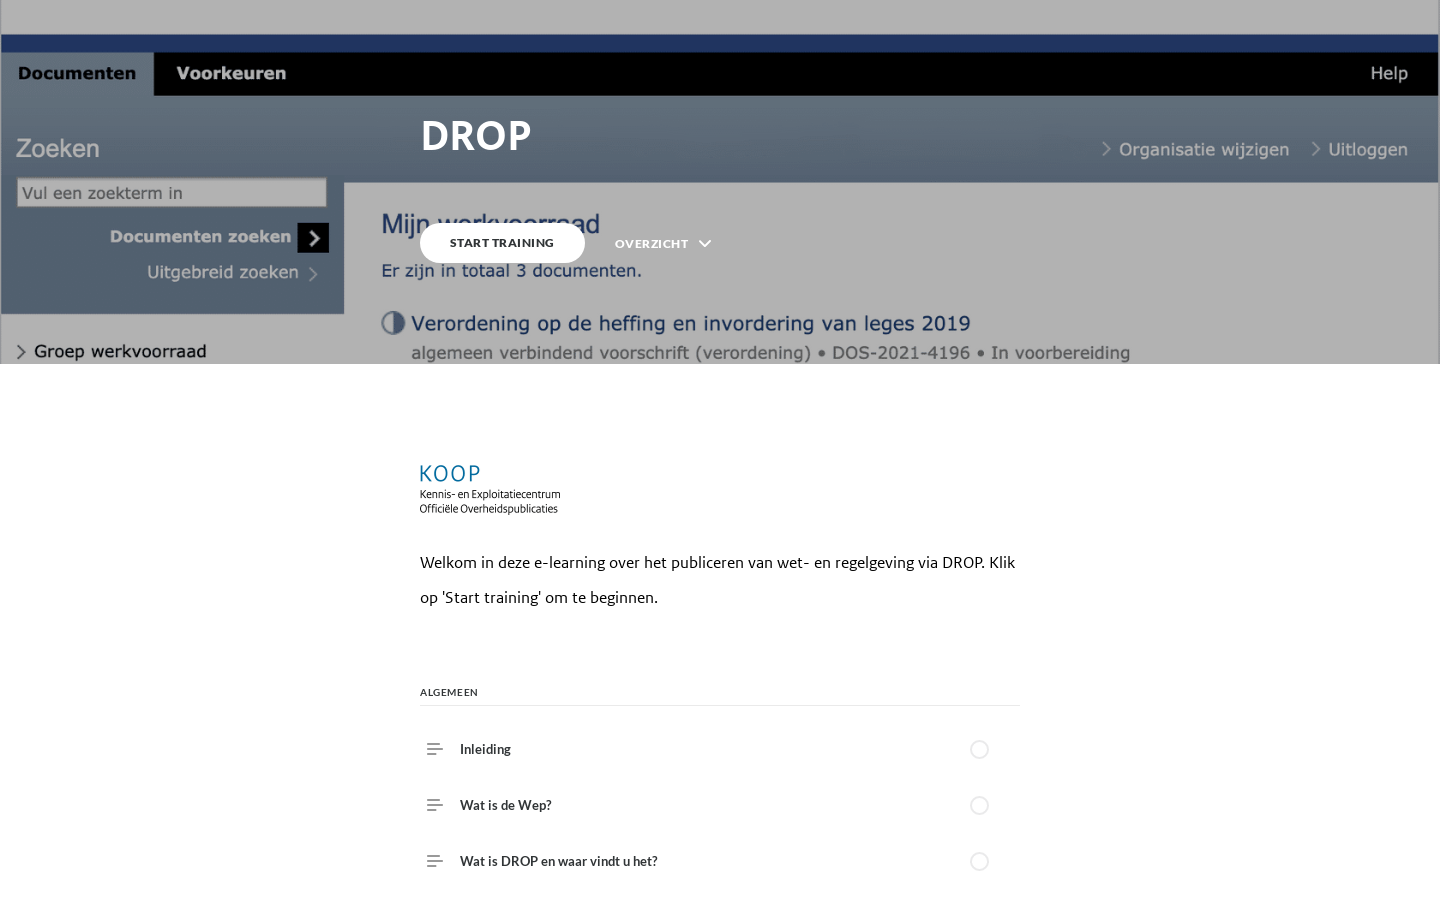 Documenten
Voorkeuren
Help
DROP
Zoeken
Organisatie wijzigen
Uitloggen
Vul een zoekterm in
Mijn werkvoorraad
Documenten zoeken
START TRAINING
OVERZICHT
Uitgebreid zoeken
Er zijn in totaal 3 documenten.
Verordening op de heffing en invordering van leges 2019
Groep werkvoorraad
algemeen verbindend voorschrift (verordening) • DOS-2021-4196 • In voorbereiding
KOOP
Kennis- en Exploitatiecentrum
Officiële Overheidspublicaties
Welkom in deze e-learning over het publiceren van wet- en regelgeving via DROP. Klik
op 'Start training' om te beginnen.
ALGEMEEN
Inleiding
Wat is de Wep?
Wat is DROP en waar vindt u het?